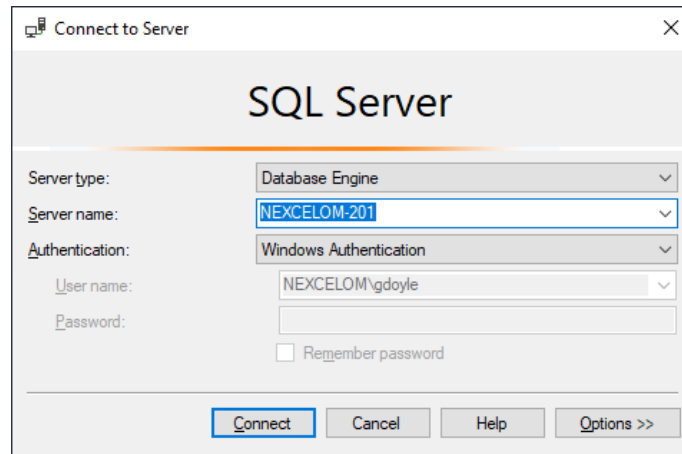 Connect to Server
SQL Server
Server type: Database Engine
Server name: NEXCELOM-201
Authentication: Windows Authentication
User name: NEXCELOM\gdoyle
Password:
Remember password
Connect Cancel Help Options >>